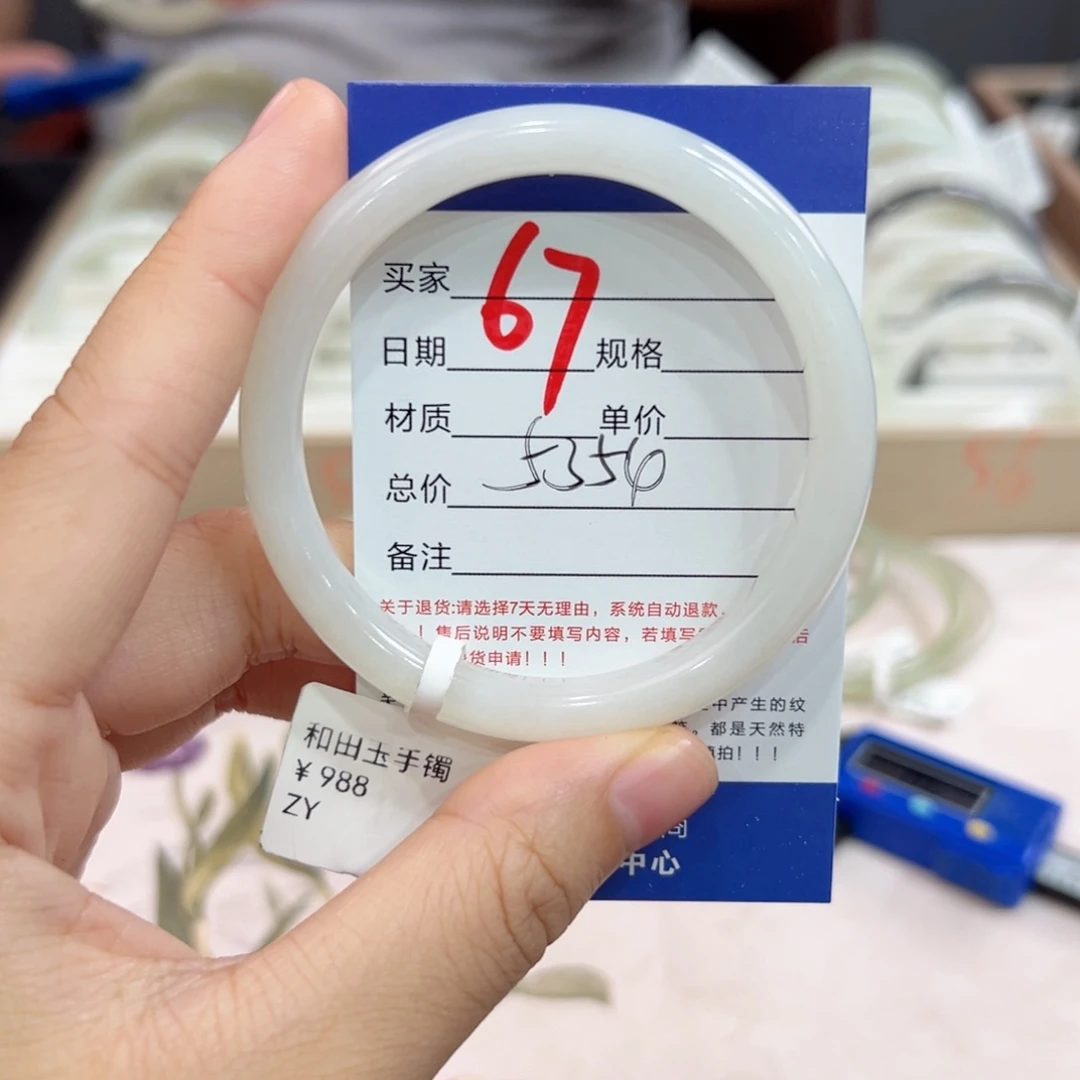 67
买家
日期 规格
材质 单价
总价
备注
关于退货:请选择7天无理由，系统自动退款
！售后说明不要填写内容，若填写
货申请！！！
中产生的纹
都是天然特
拍！！！
中心
和田玉手镯
¥ 988
ZY